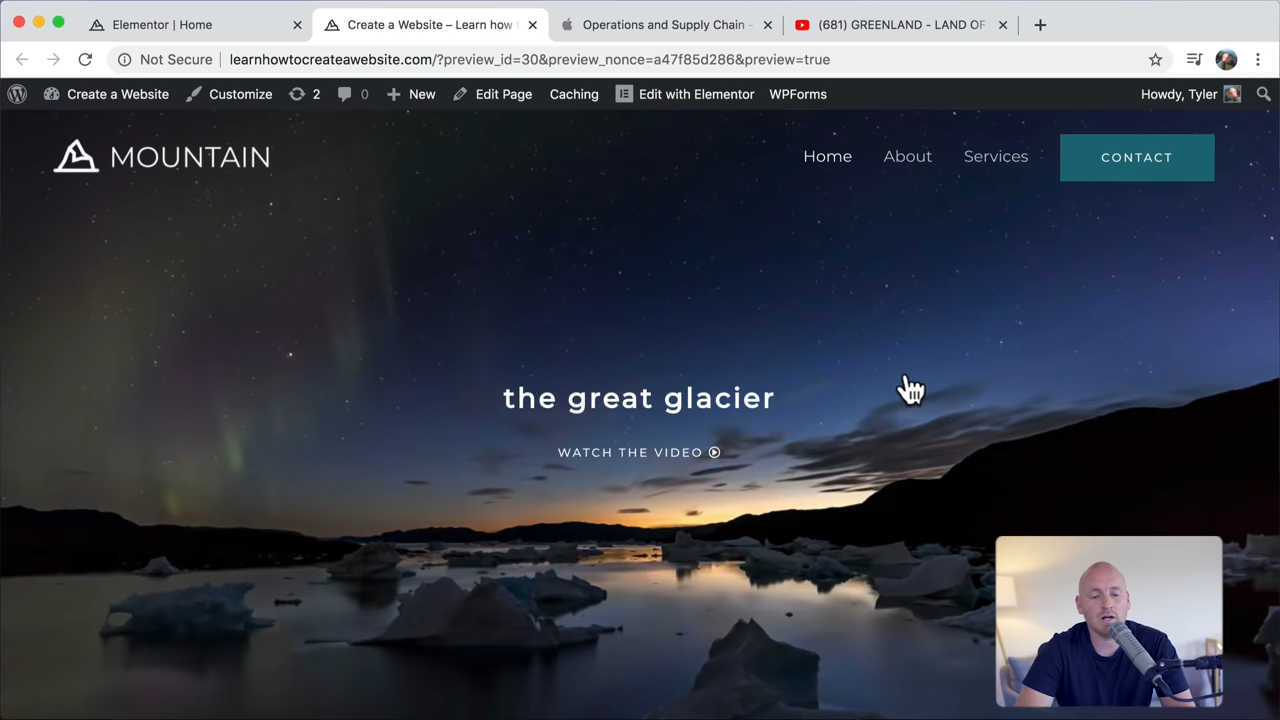 Elementor | Home
Create a Website – Learn how t
Operations and Supply Chain -
(681) GREENLAND - LAND OF
Not Secure | learnhowtocreateawebsite.com/?preview_id=30&preview_nonce=a47f85d286&preview=true
Create a Website Customize 2 0 New Edit Page Caching Edit with Elementor WPForms Howdy, Tyler
MOUNTAIN Home About Services CONTACT
the great glacier
WATCH THE VIDEO